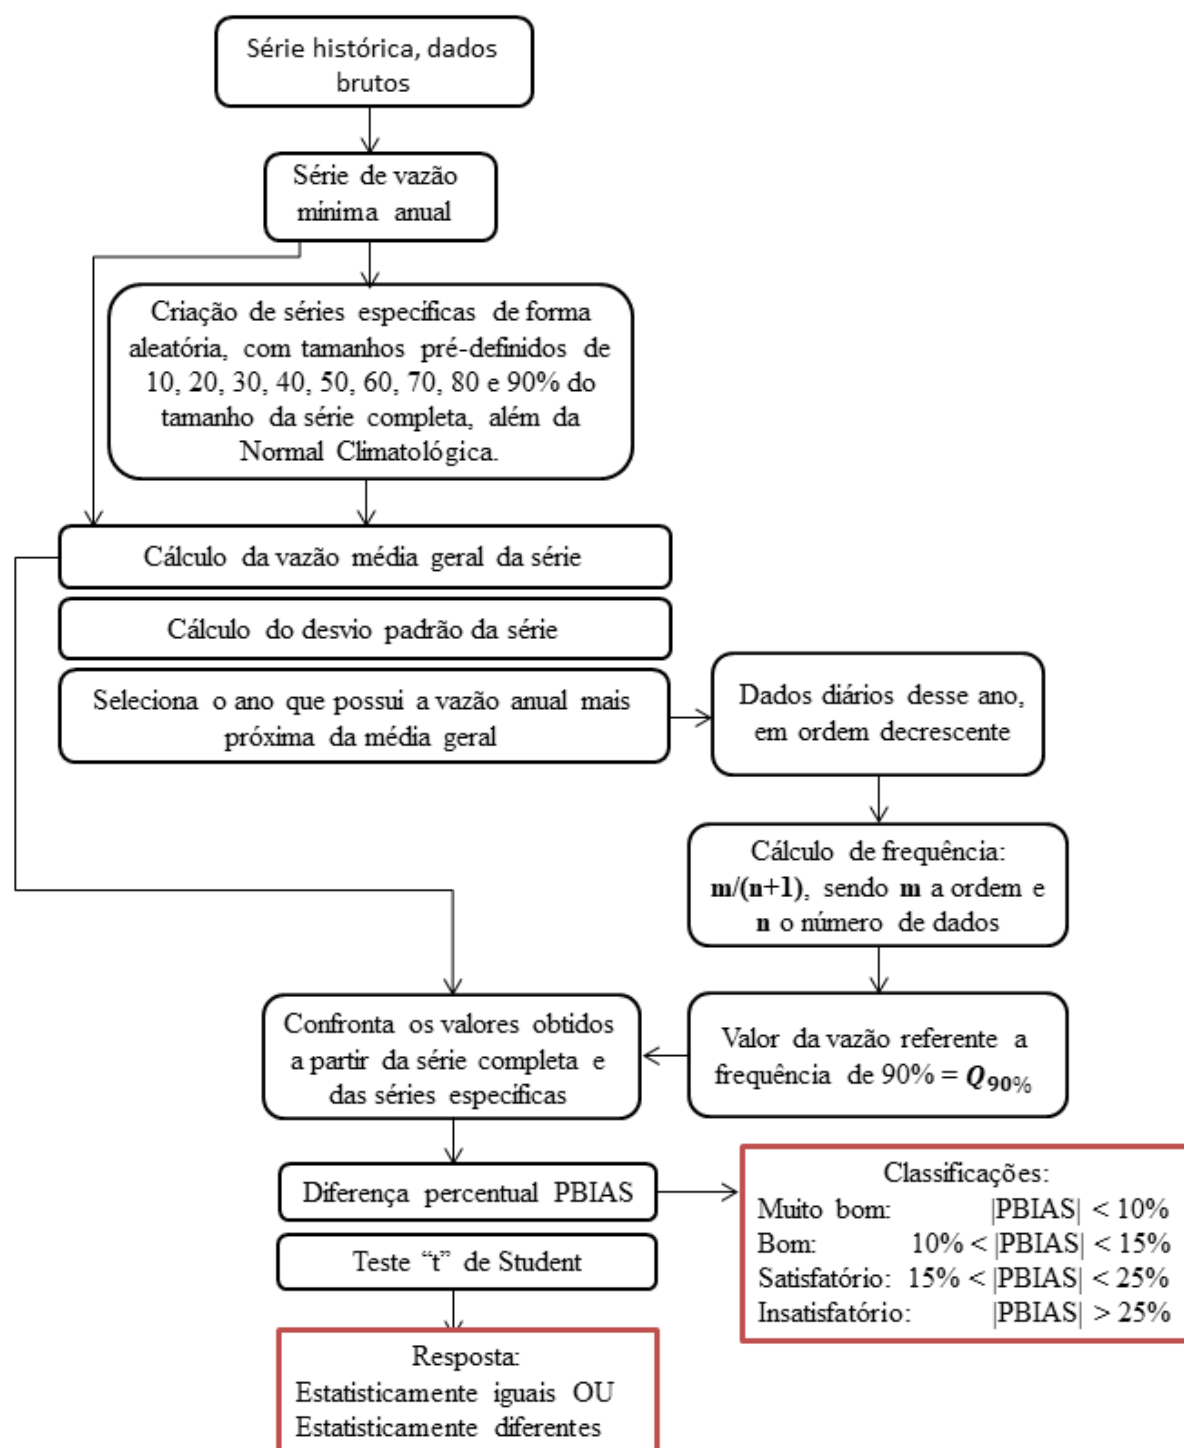 Série histórica, dados
brutos
Série de vazão
mínima anual
Criação de séries específicas de forma
aleatória, com tamanhos pré-definidos de
10, 20, 30, 40, 50, 60, 70, 80 e 90% do
tamanho da série completa, além da
Normal Climatológica.
Cálculo da vazão média geral da série
Cálculo do desvio padrão da série
Seleciona o ano que possui a vazão anual mais
próxima da média geral
Dados diários desse ano,
em ordem decrescente
Cálculo de frequência:
m/(n+1), sendo m a ordem e
n o número de dados
Valor da vazão referente a
frequência de 90% = Q90%
Confronta os valores obtidos
a partir da série completa e
das séries específicas
Diferença percentual PBIAS
Teste “t” de Student
Classificações:
Muito bom: |PBIAS| < 10%
Bom: 10% < |PBIAS| < 15%
Satisfatório: 15% < |PBIAS| < 25%
Insatisfatório: |PBIAS| > 25%
Resposta:
Estatisticamente iguais OU
Estatisticamente diferentes